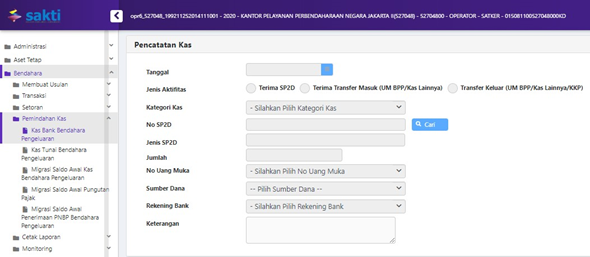 sakti
opr6_527048_199211252014111001 - 2020 - KANTOR PELAYANAN PERBENDAHARAAN NEGARA JAKARTA II(527048) - 52704800 - OPERATOR - SATKER - 015081100527048000KD
Administrasi
Aset Tetap
Bendahara
Membuat Usulan
Transaksi
Setoran
Pemindahan Kas
Kas Bank Bendahara
Pengeluaran
Kas Tunai Bendahara
Pengeluaran
Migrasi Saldo Awal Kas
Bendahara Pengeluaran
Migrasi Saldo Awal Pungutan
Pajak
Migrasi Saldo Awal
Penerimaan PNBP Bendahara
Pengeluaran
Cetak Laporan
Monitoring
Pencatatan Kas
Tanggal
Jenis Aktifitas Terima SP2D Terima Transfer Masuk (UM BPP/Kas Lainnya) Transfer Keluar (UM BPP/Kas Lainnya/KKP)
Kategori Kas - Silahkan Pilih Kategori Kas
No SP2D Cari
Jenis SP2D
Jumlah
No Uang Muka - Silahkan Pilih No Uang Muka
Sumber Dana -- Pilih Sumber Dana --
Rekening Bank - Silahkan Pilih Rekening Bank
Keterangan